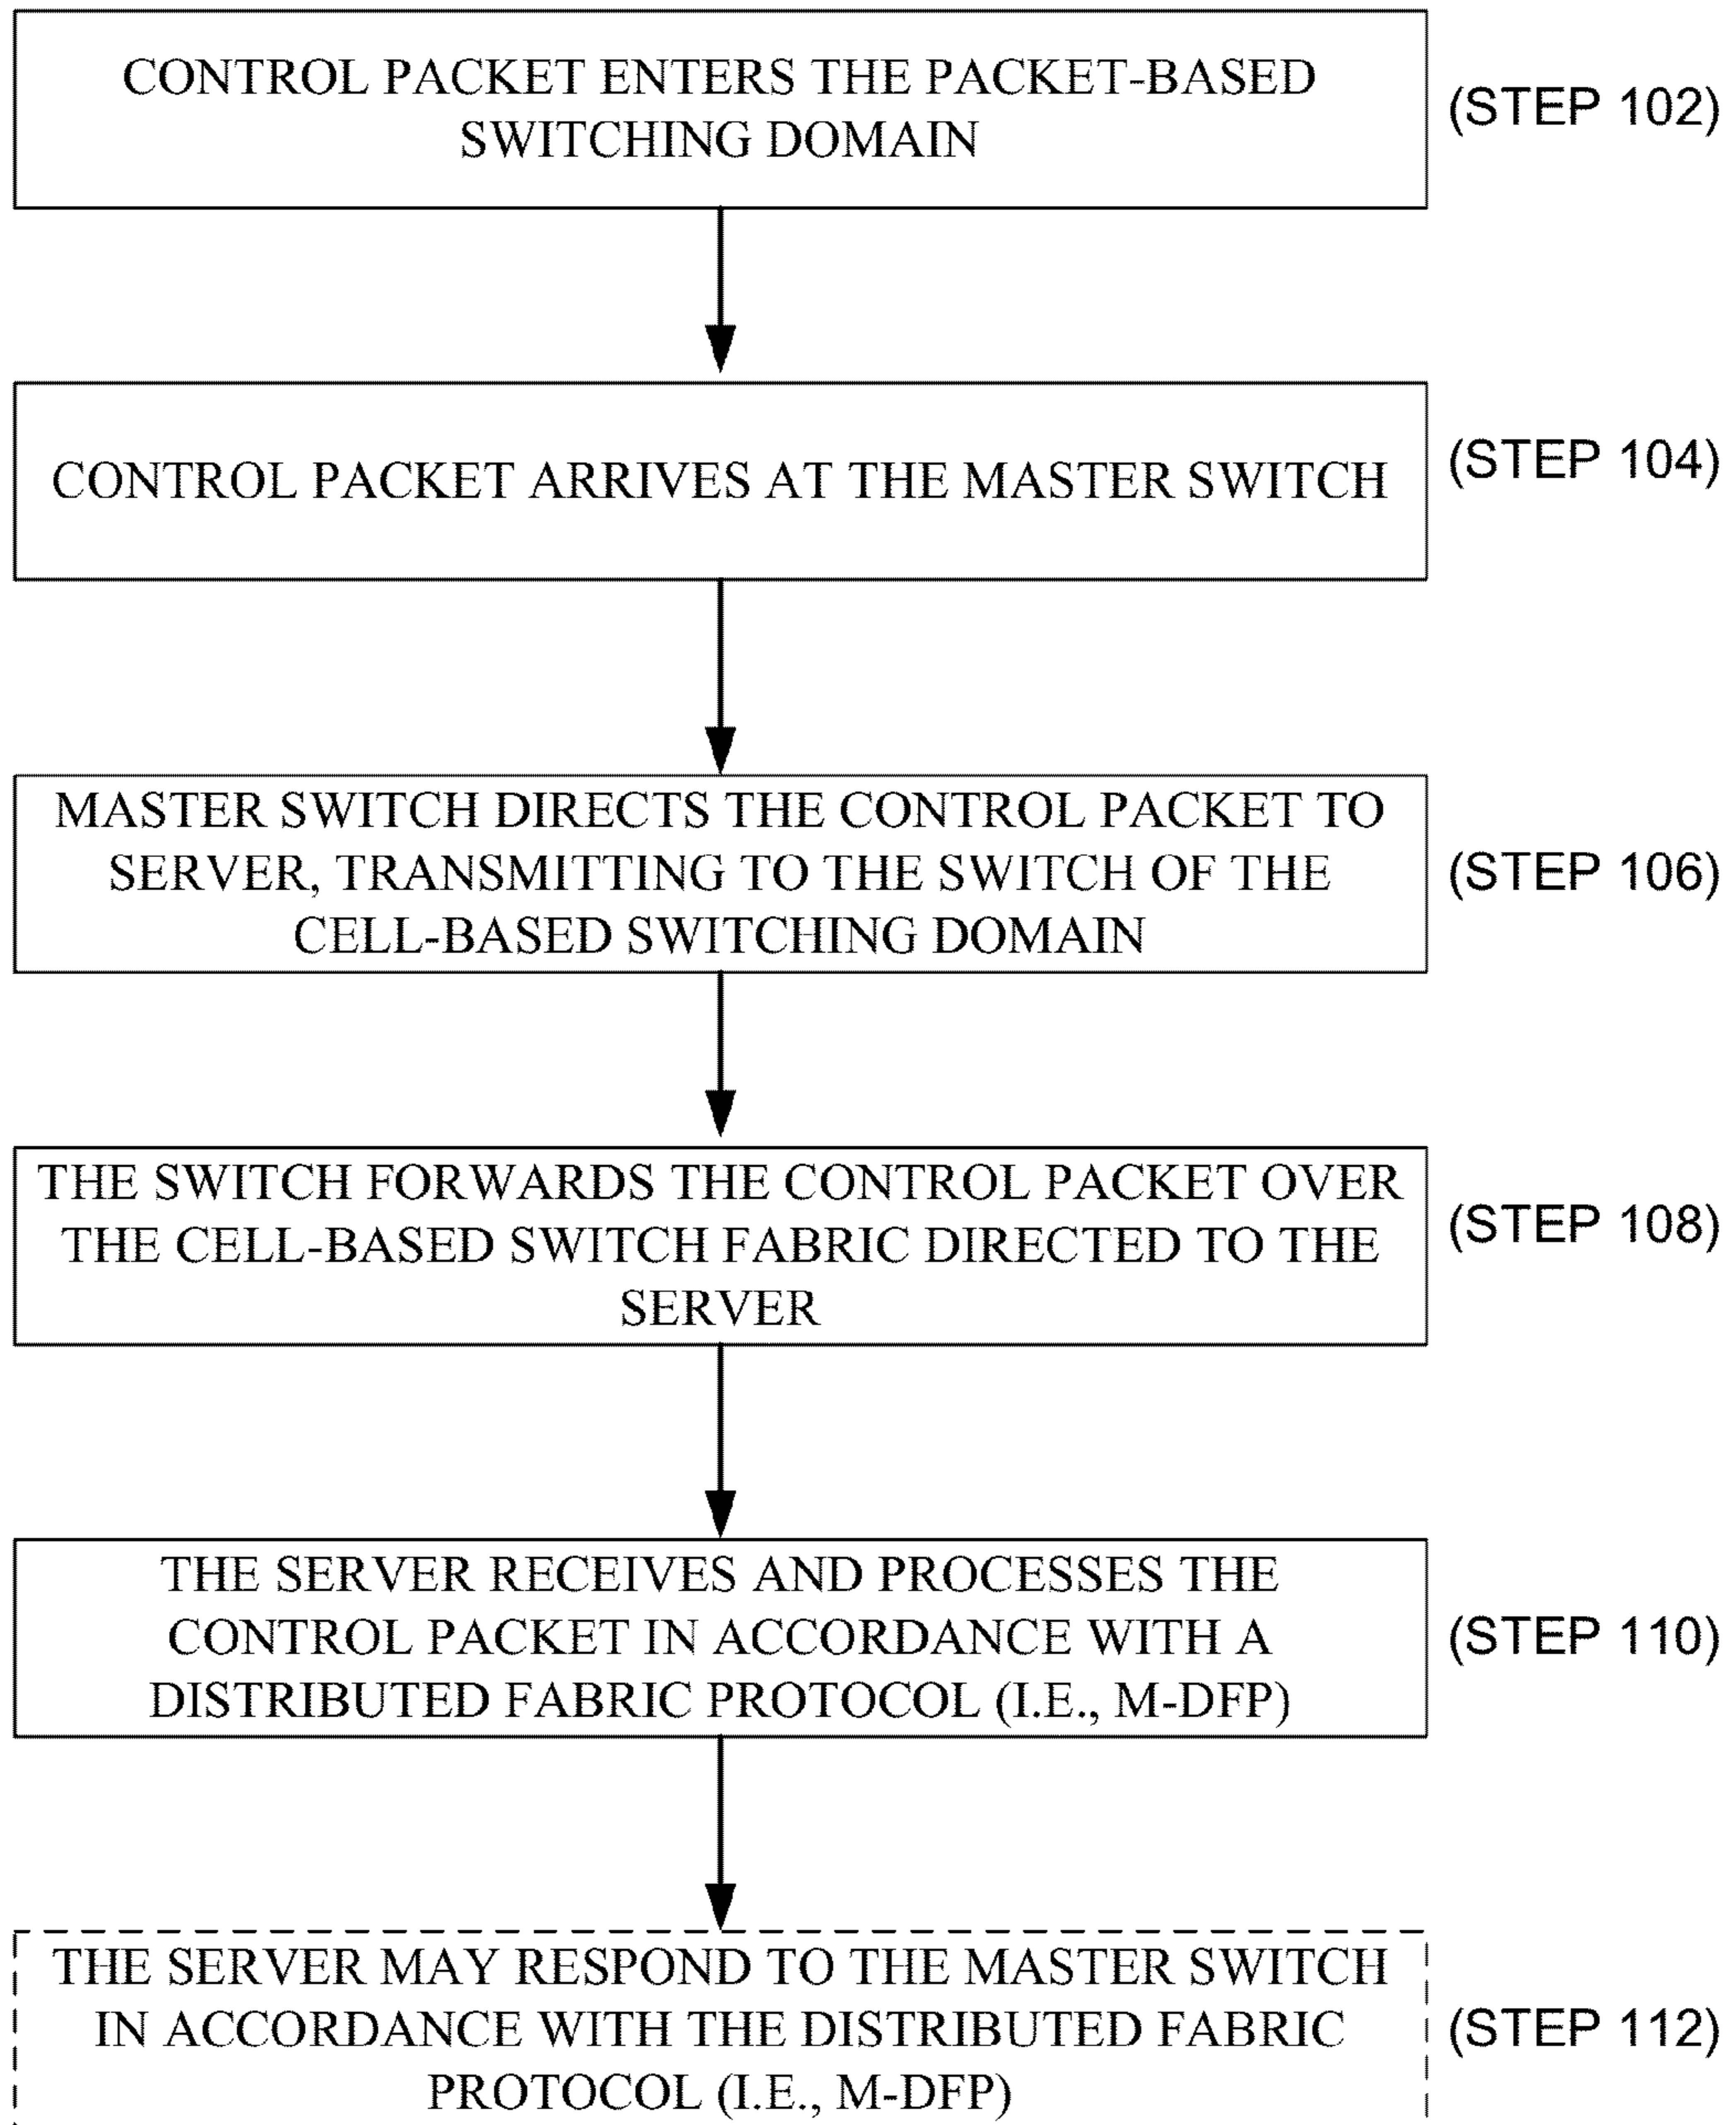 CONTROL PACKET ENTERS THE PACKET-BASED
SWITCHING DOMAIN
(STEP 102)
CONTROL PACKET ARRIVES AT THE MASTER SWITCH
(STEP 104)
MASTER SWITCH DIRECTS THE CONTROL PACKET TO
SERVER, TRANSMITTING TO THE SWITCH OF THE
CELL-BASED SWITCHING DOMAIN
(STEP 106)
THE SWITCH FORWARDS THE CONTROL PACKET OVER
THE CELL-BASED SWITCH FABRIC DIRECTED TO THE
SERVER
(STEP 108)
THE SERVER RECEIVES AND PROCESSES THE
CONTROL PACKET IN ACCORDANCE WITH A
DISTRIBUTED FABRIC PROTOCOL (I.E., M-DFP)
(STEP 110)
THE SERVER MAY RESPOND TO THE MASTER SWITCH
IN ACCORDANCE WITH THE DISTRIBUTED FABRIC
PROTOCOL (I.E., M-DFP)
(STEP 112)